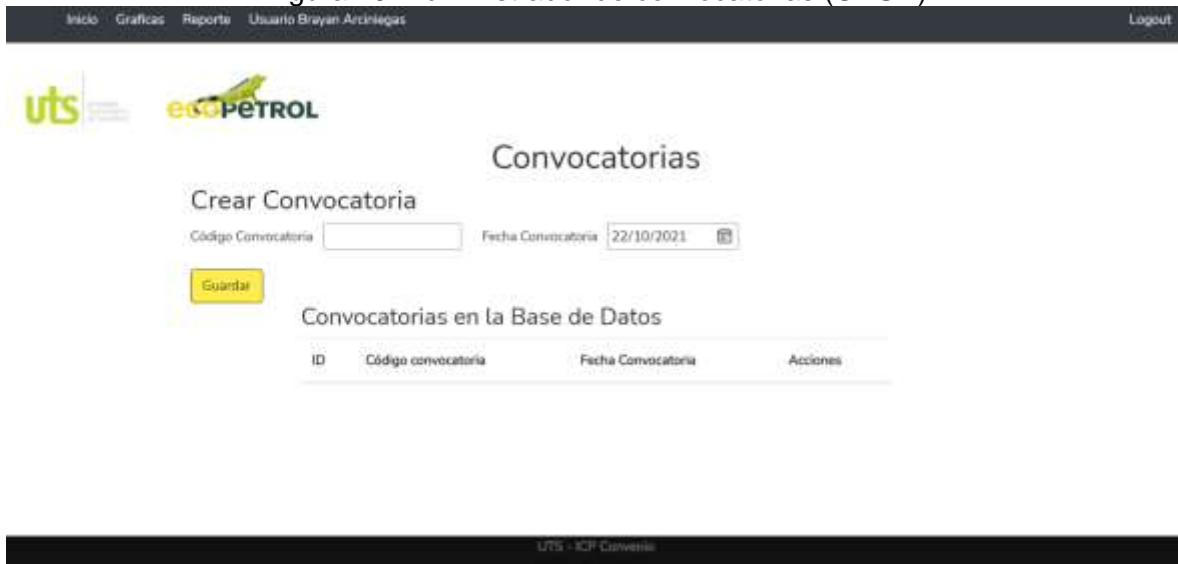 Inicio Graficas Reporte Usuario Brayan Arciniegas Logout
uts
ecoPETROL
Convocatorias
Crear Convocatoria
Código Convocatoria Fecha Convocatoria 22/10/2021
Guardar
Convocatorias en la Base de Datos
ID Código convocatoria Fecha Convocatoria Acciones
UTS - ICP Convenio